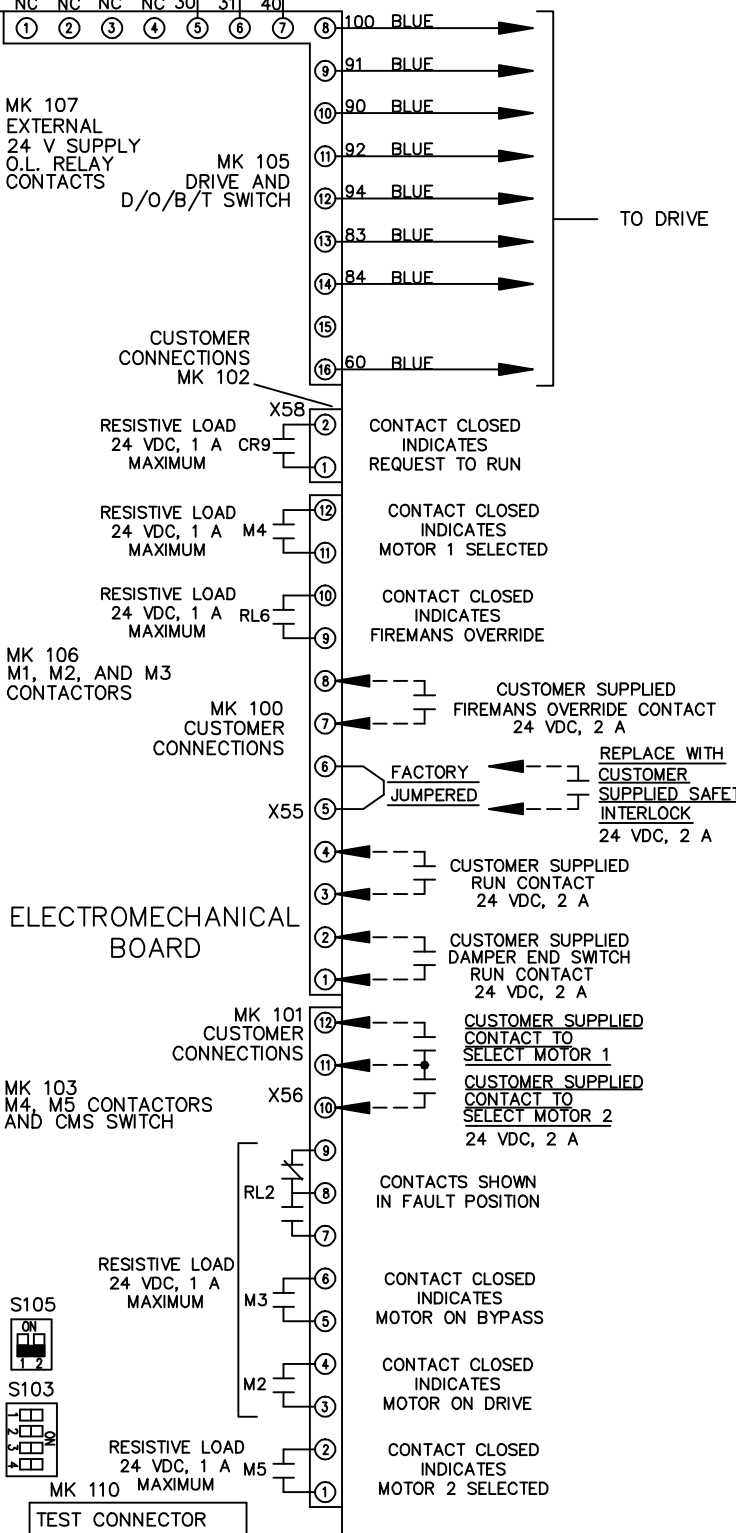 NC NC NC NC 30 31 40
1 2 3 4 5 6 7 8 100 BLUE
9 91 BLUE
MK 107
EXTERNAL
24 V SUPPLY
O.L. RELAY
CONTACTS
10 90 BLUE
MK 105
DRIVE AND
D/O/B/T SWITCH
11 92 BLUE
12 94 BLUE
TO DRIVE
13 83 BLUE
14 84 BLUE
15
16 60 BLUE
CUSTOMER
CONNECTIONS
MK 102
X58
RESISTIVE LOAD
24 VDC, 1 A
MAXIMUM
CR9
2
1
CONTACT CLOSED
INDICATES
REQUEST TO RUN
RESISTIVE LOAD
24 VDC, 1 A
MAXIMUM
M4
12
11
CONTACT CLOSED
INDICATES
MOTOR 1 SELECTED
RESISTIVE LOAD
24 VDC, 1 A
MAXIMUM
RL6
10
9
CONTACT CLOSED
INDICATES
FIREMANS OVERRIDE
MK 106
M1, M2, AND M3
CONTACTORS
MK 100
CUSTOMER
CONNECTIONS
8
7
CUSTOMER SUPPLIED
FIREMANS OVERRIDE CONTACT
24 VDC, 2 A
X55
6
5
FACTORY
JUMPERED
REPLACE WITH
CUSTOMER
SUPPLIED SAFET
INTERLOCK
24 VDC, 2 A
4
3
CUSTOMER SUPPLIED
RUN CONTACT
24 VDC, 2 A
ELECTROMECHANICAL
BOARD
2
1
CUSTOMER SUPPLIED
DAMPER END SWITCH
RUN CONTACT
24 VDC, 2 A
MK 101
CUSTOMER
CONNECTIONS
X56
12
11
10
CUSTOMER SUPPLIED
CONTACT TO
SELECT MOTOR 1
CUSTOMER SUPPLIED
CONTACT TO
SELECT MOTOR 2
24 VDC, 2 A
MK 103
M4, M5 CONTACTORS
AND CMS SWITCH
RL2
9
8
7
CONTACTS SHOWN
IN FAULT POSITION
RESISTIVE LOAD
24 VDC, 1 A
MAXIMUM
M3
6
5
CONTACT CLOSED
INDICATES
MOTOR ON BYPASS
S105
ON
1 2
M2
4
3
CONTACT CLOSED
INDICATES
MOTOR ON DRIVE
S103
1
2
3
4
ON
RESISTIVE LOAD
24 VDC, 1 A
MAXIMUM
M5
2
1
CONTACT CLOSED
INDICATES
MOTOR 2 SELECTED
MK 110
TEST CONNECTOR